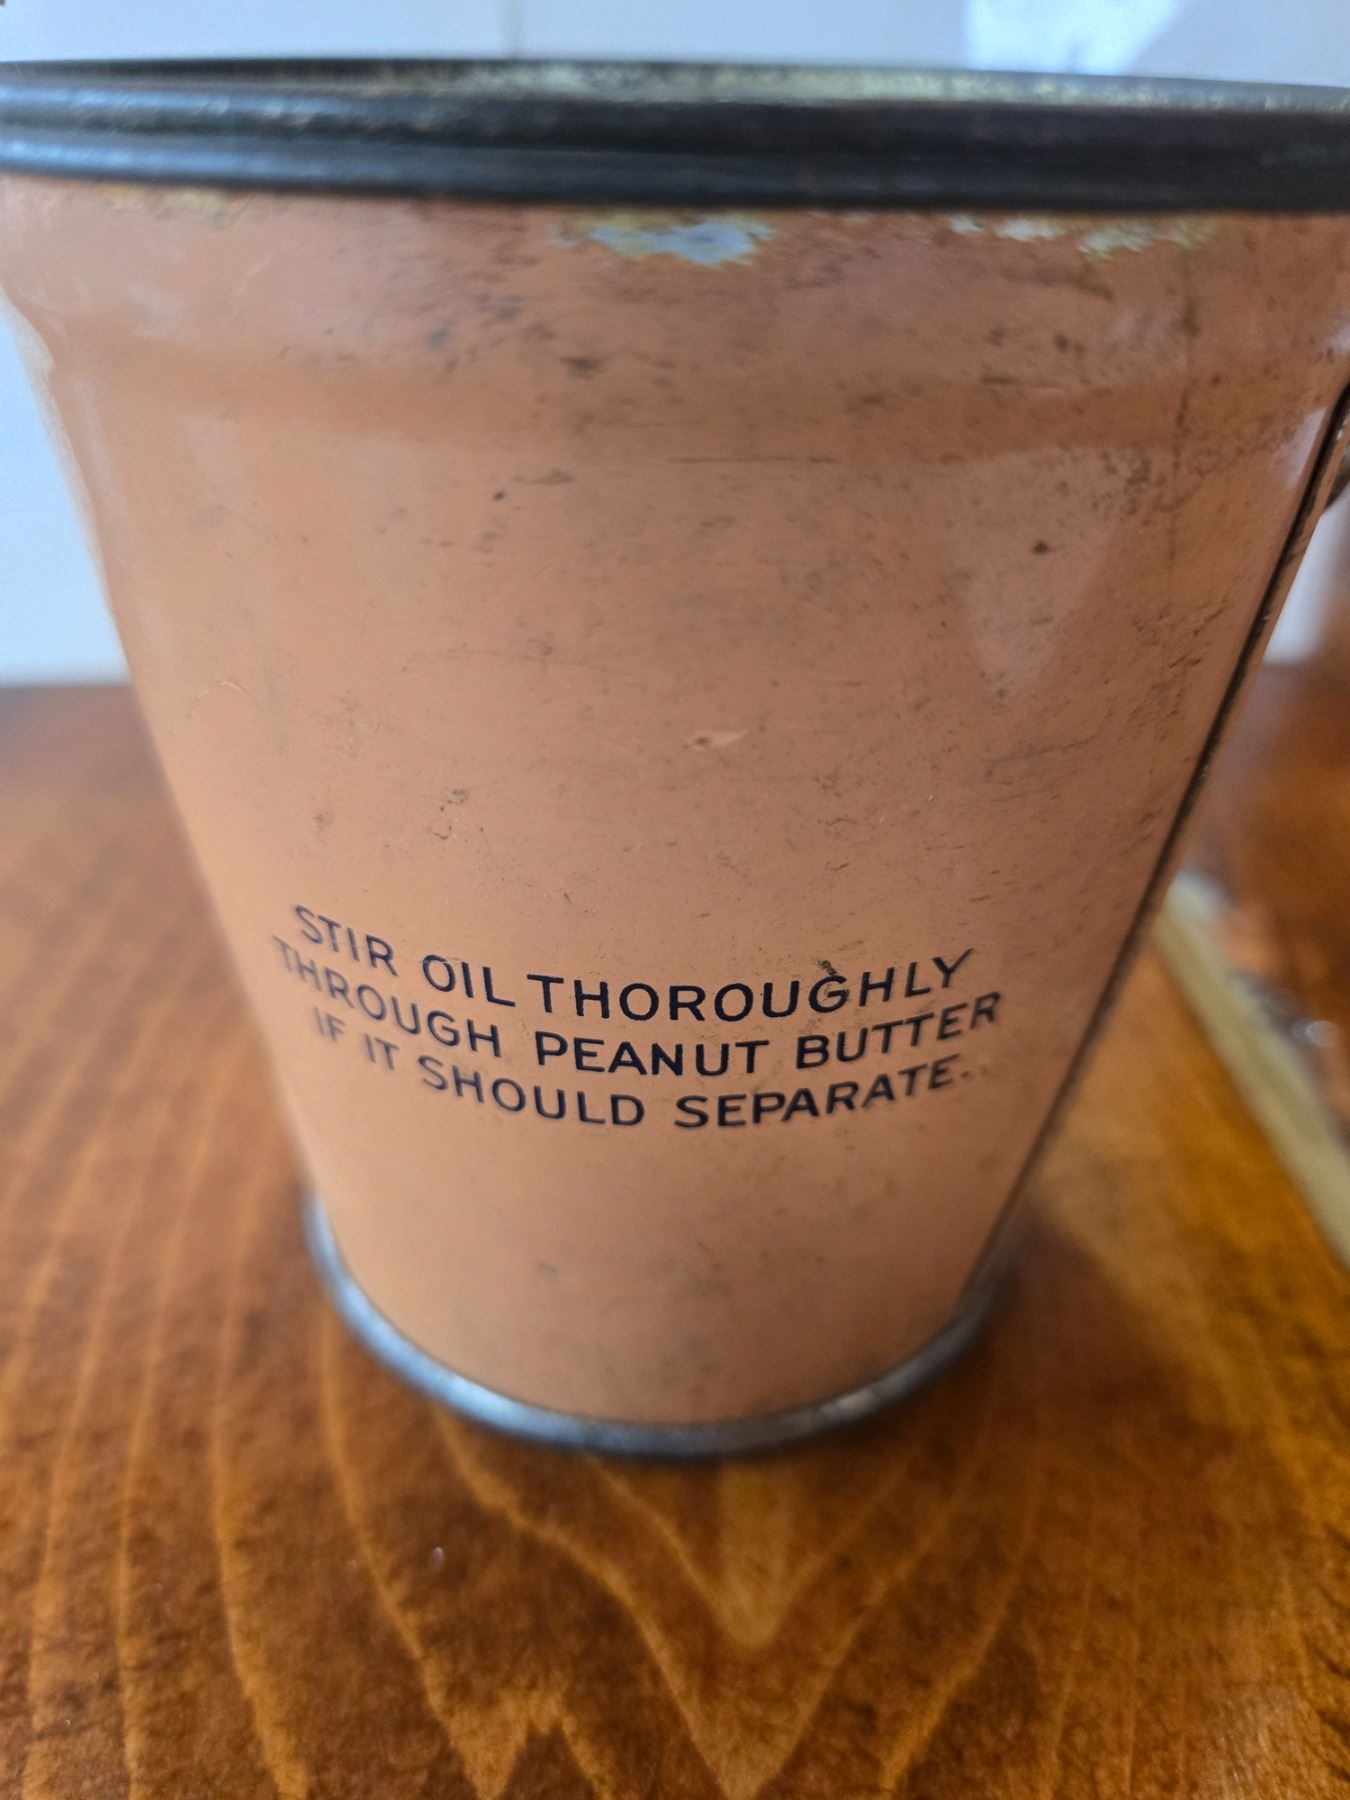 STIR OIL THOROUGHLY
THROUGH PEANUT BUTTER
IF IT SHOULD SEPARATE.